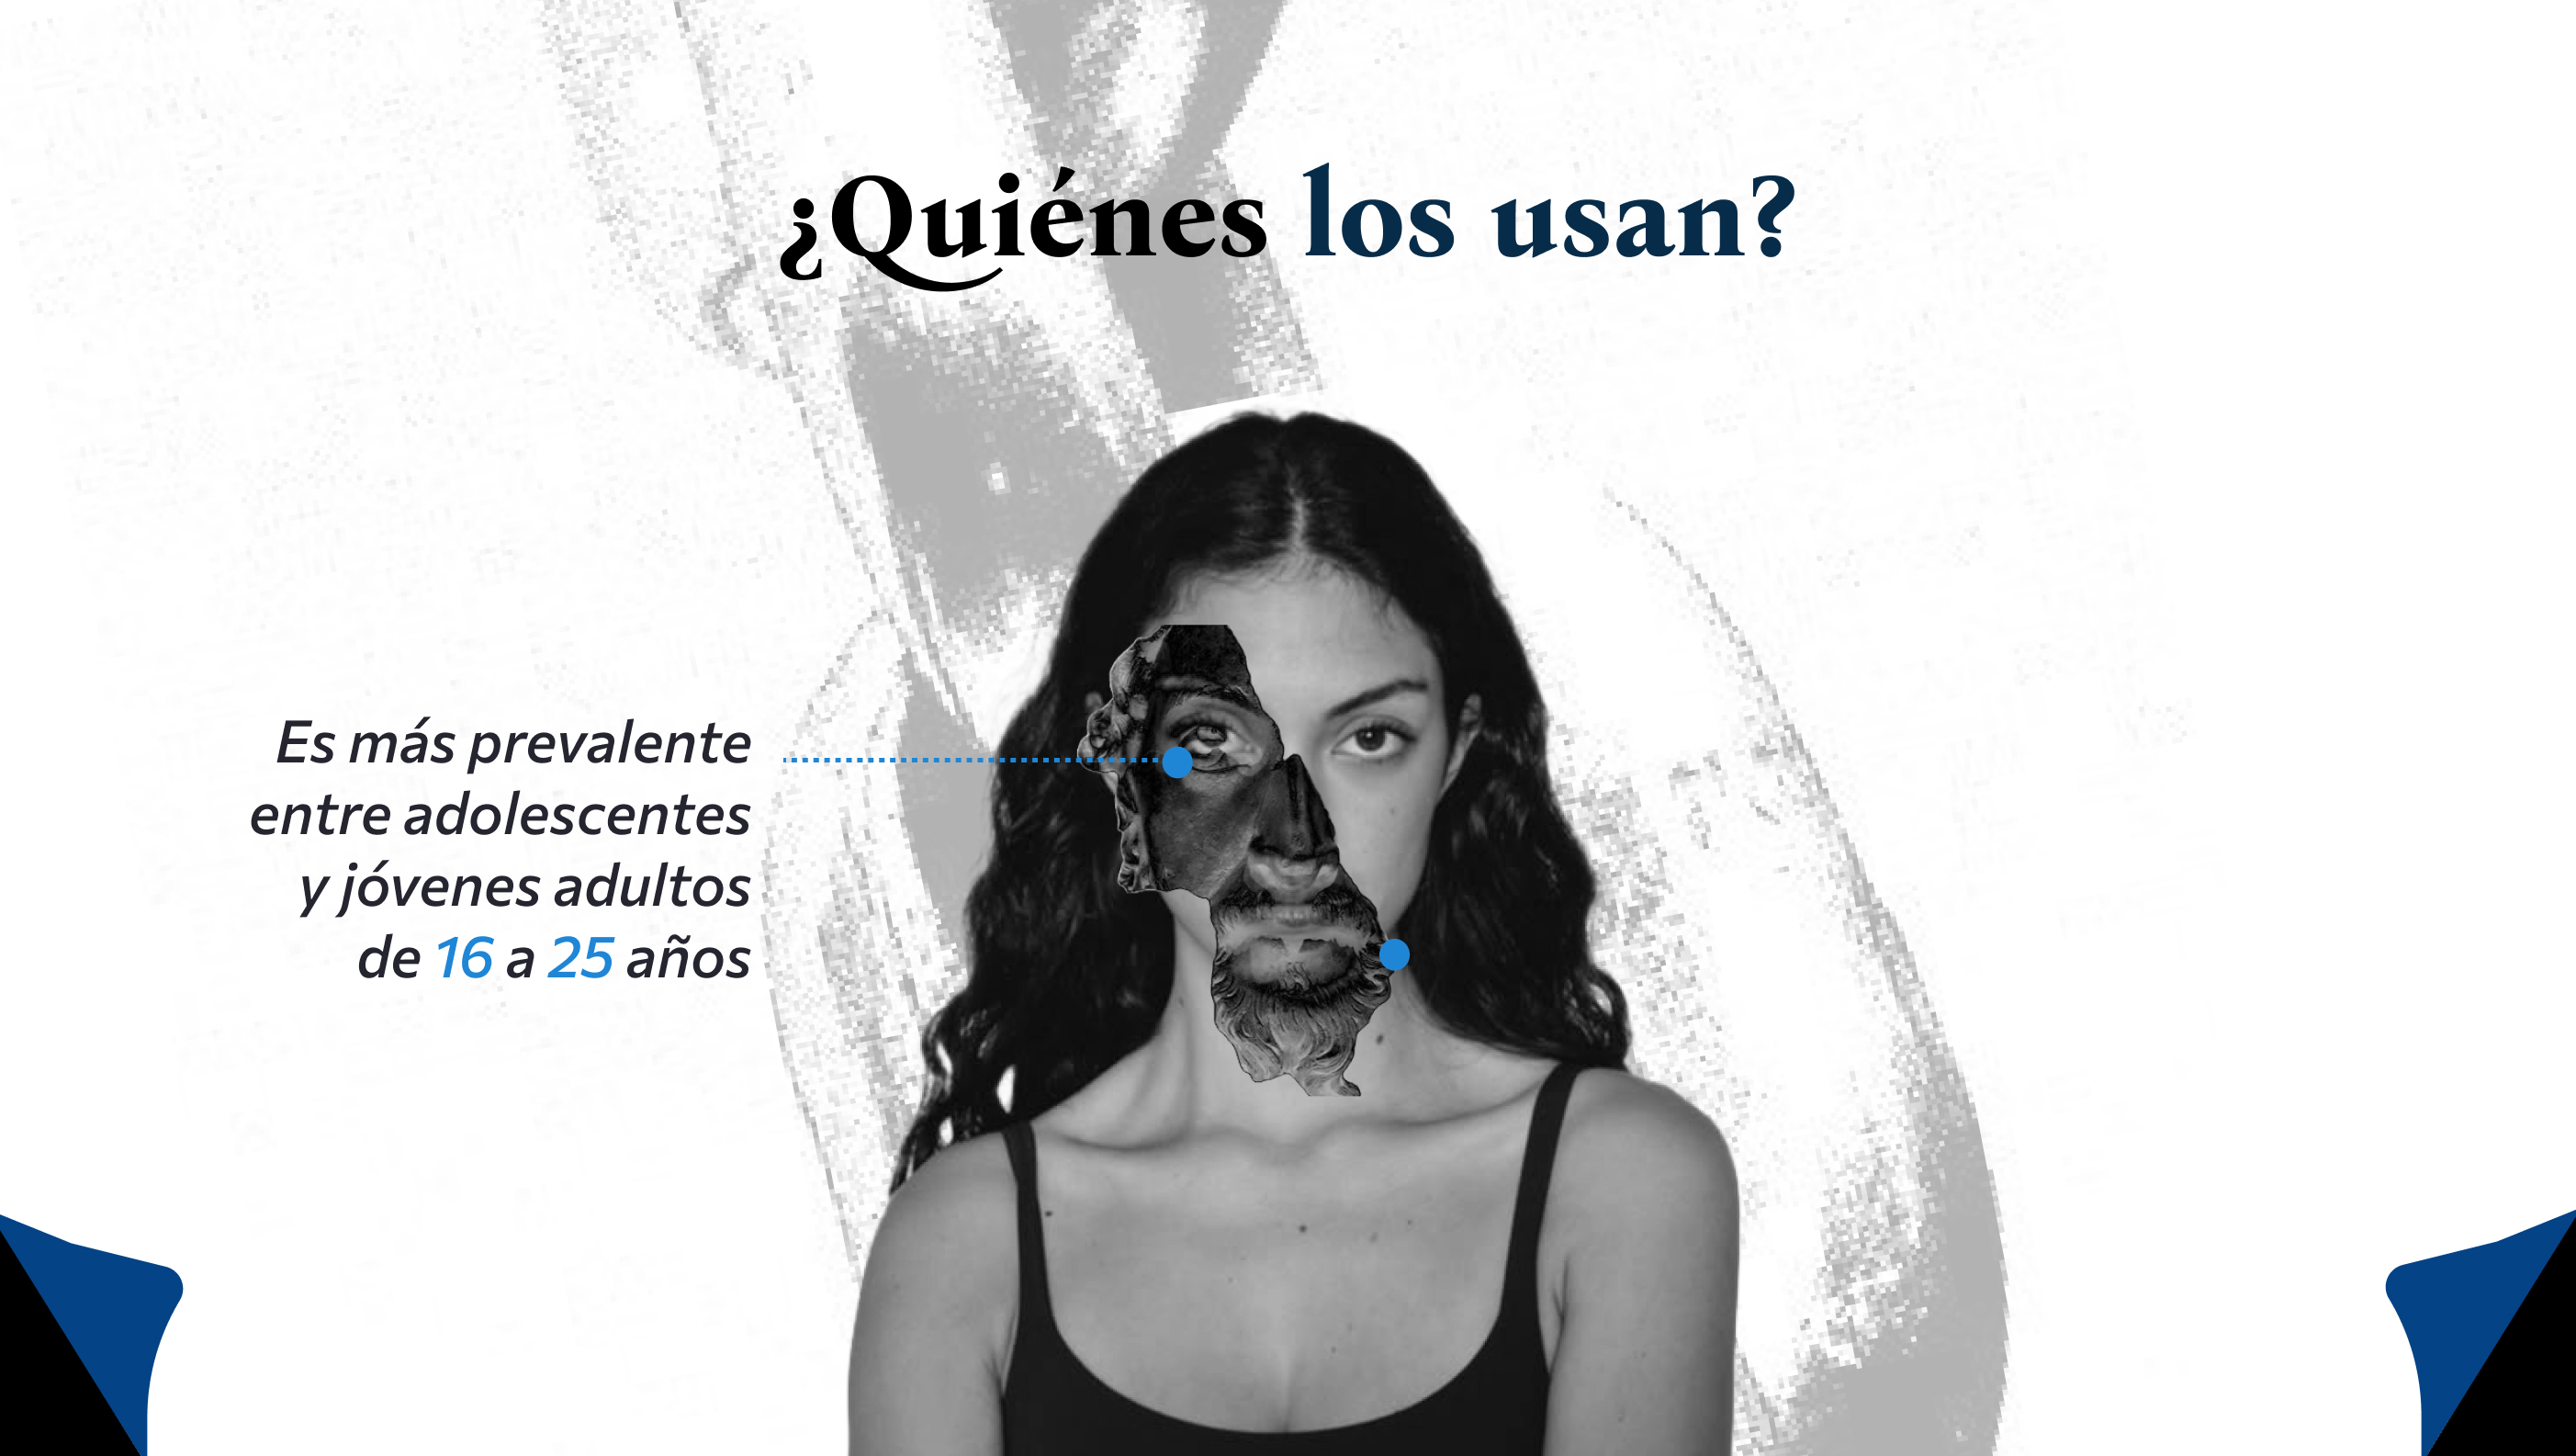 ¿Quiénes los usan?
Es más prevalente
entre adolescentes
y jóvenes adultos
de 16 a 25 años